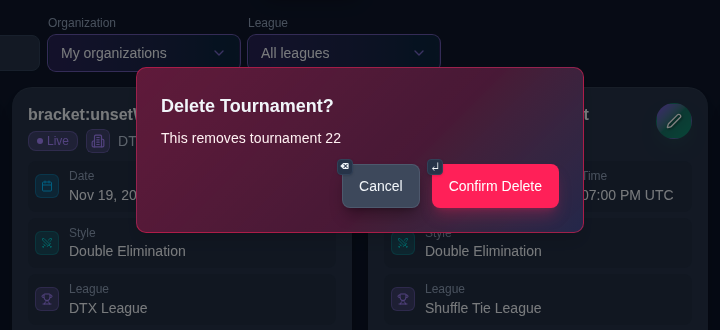 Organization
League
My organizations
All leagues
bracket:unset
Delete Tournament?
This removes tournament 22
Cancel
Confirm Delete
Live
Date
Time
Nov 19, 20
07:00 PM UTC
Style
Style
Double Elimination
Double Elimination
League
League
DTX League
Shuffle Tie League